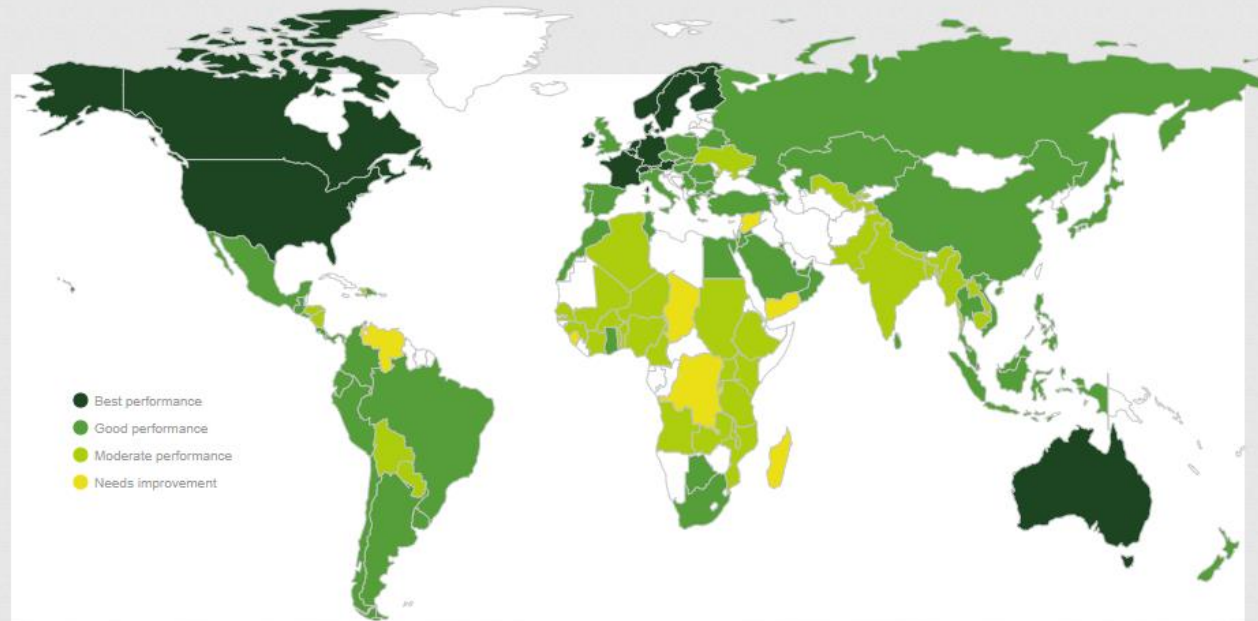 Best performance
Good performance
Moderate performance
Needs improvement